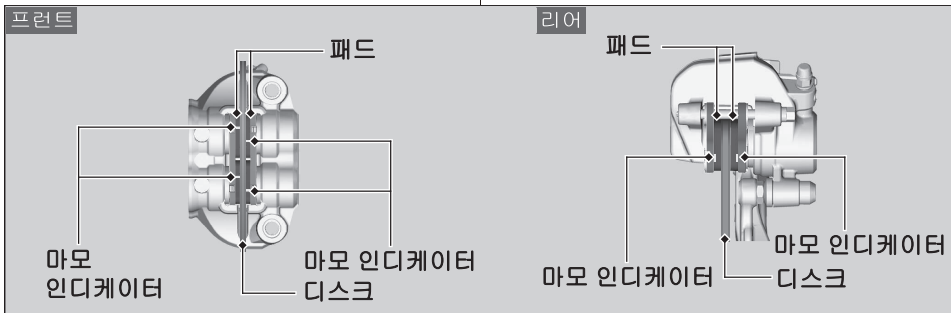 프런트
패드
마모
인디케이터
마모 인디케이터
디스크
리어
패드
마모 인디케이터
마모 인디케이터
디스크